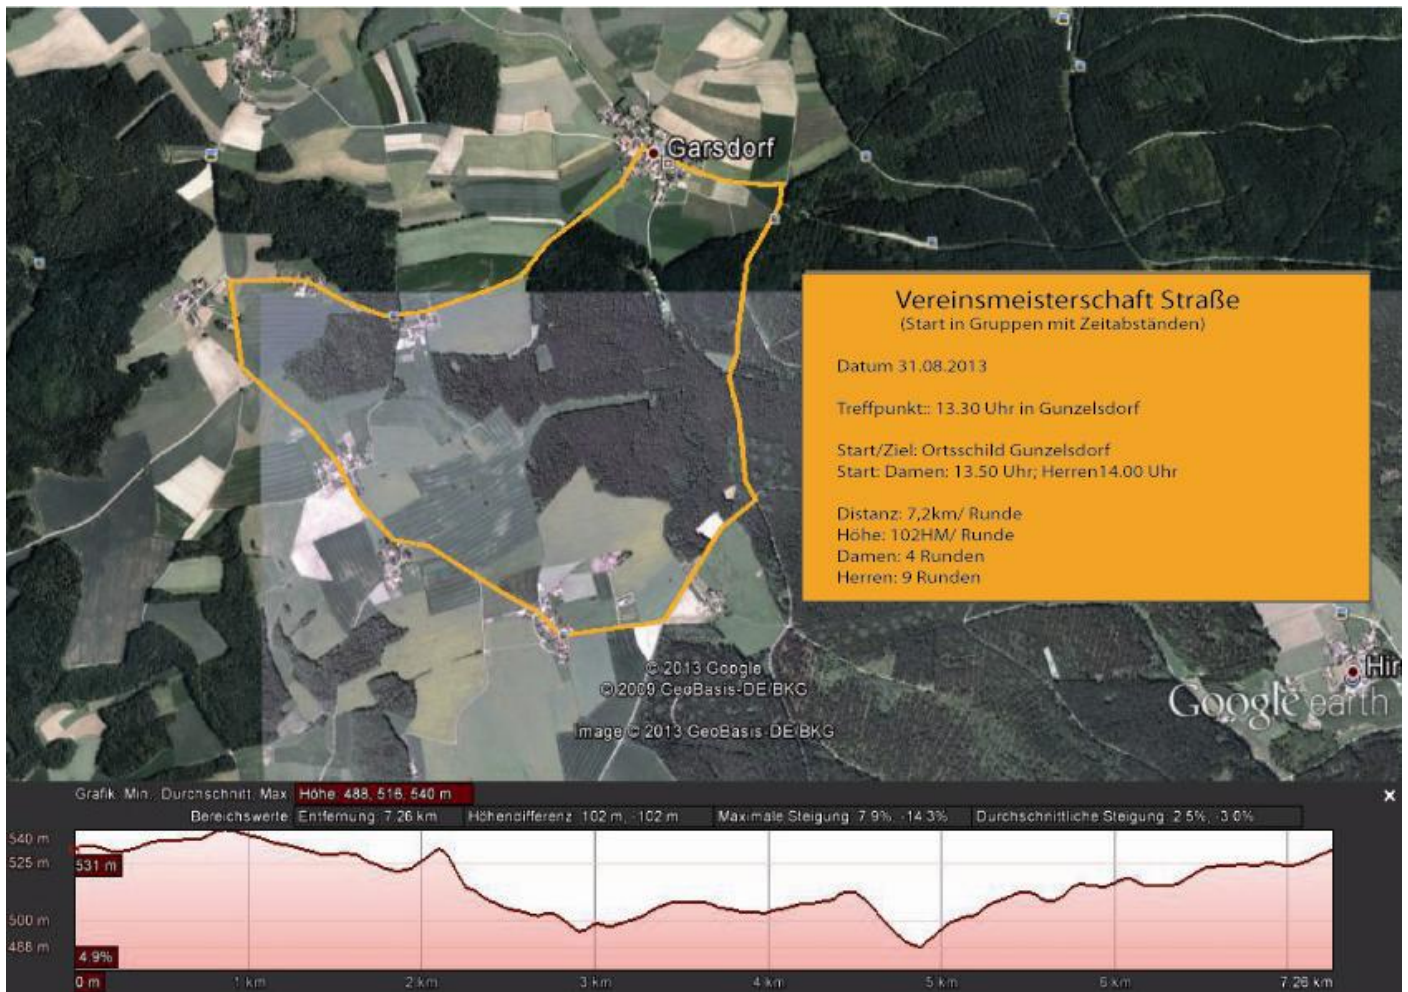 Garsdorf
Vereinsmeisterschaft Straße
(Start in Gruppen mit Zeitabständen)
Datum 31.08.2013
Treffpunkt:: 13.30 Uhr in Gunzelsdorf
Start/Ziel: Ortsschild Gunzelsdorf
Start: Damen: 13.50 Uhr; Herren14.00 Uhr
Distanz: 7,2km/ Runde
Höhe: 102HM/ Runde
Damen: 4 Runden
Herren: 9 Runden
Hir
© 2013 Google
© 2009 GeoBasis-DE/BKG
Image © 2013 GeoBasis-DE/BKG
Google earth
Grafik Min. Durchschnitt Max Höhe: 488, 516, 540 m
Bereichswerte Entfernung: 7.26 km Höhendifferenz 102 m, -102 m Maximale Steigung 7.9%, -14.3% Durchschnittliche Steigung 2.5%, -3.0%
540 m
525 m
531 m
500 m
488 m
4.9%
0 m 1 km 2 km 3 km 4 km 5 km 6 km 7.26 km